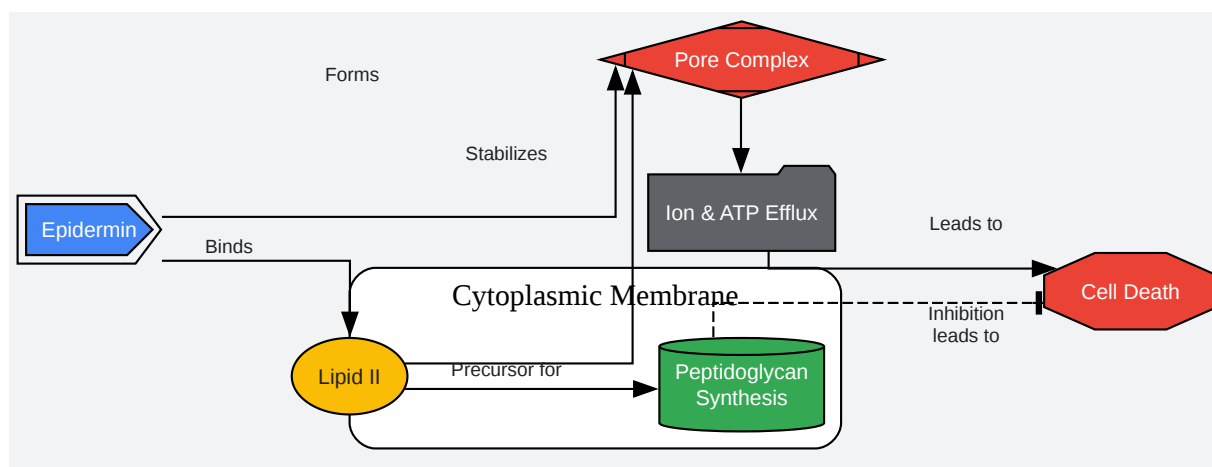 Pore Complex
Forms
Stabilizes
Ion & ATP Efflux
Epidermin
Binds
Leads to
Cytoplasmic Membrane
Cell Death
Inhibition
leads to
Lipid II
Precursor for
Peptidoglycan
Synthesis